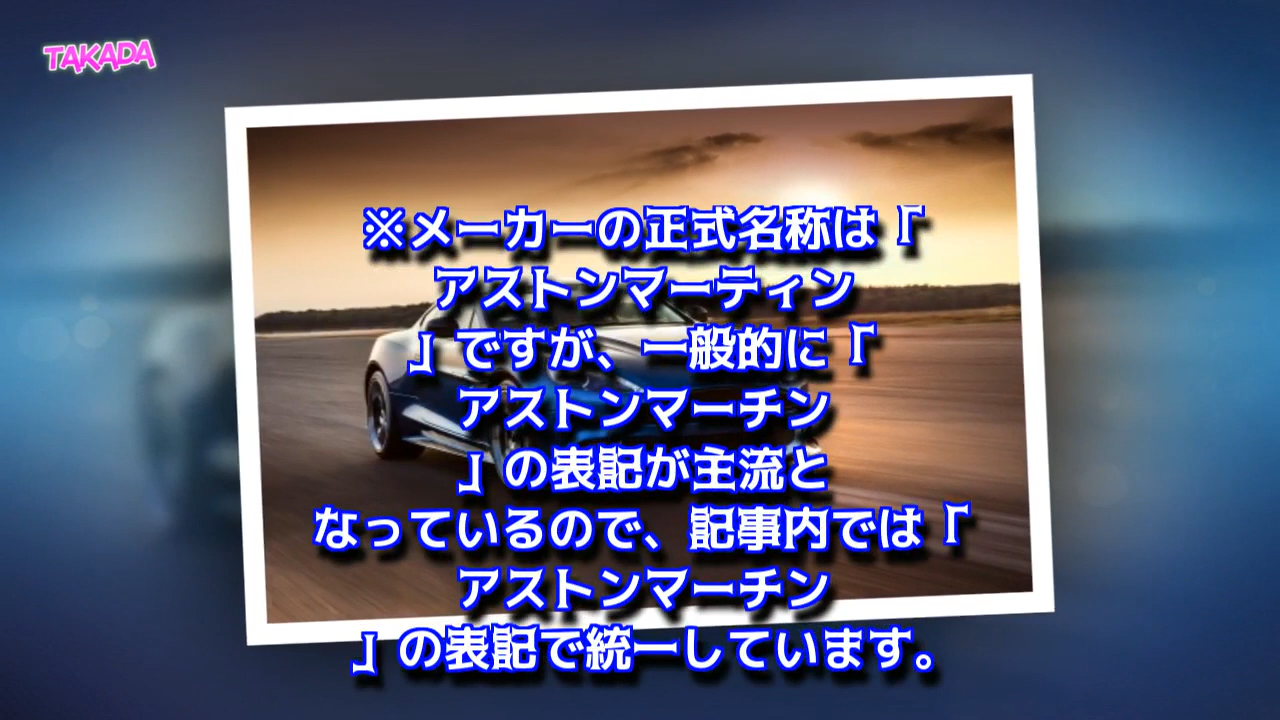 TAKADA
※メーカーの正式名称は『
アストンマーティン
』ですが、一般的に『
アストンマーチン
』の表記が主流と
なっているので、記事内では『
アストンマーチン
』の表記で統一しています。